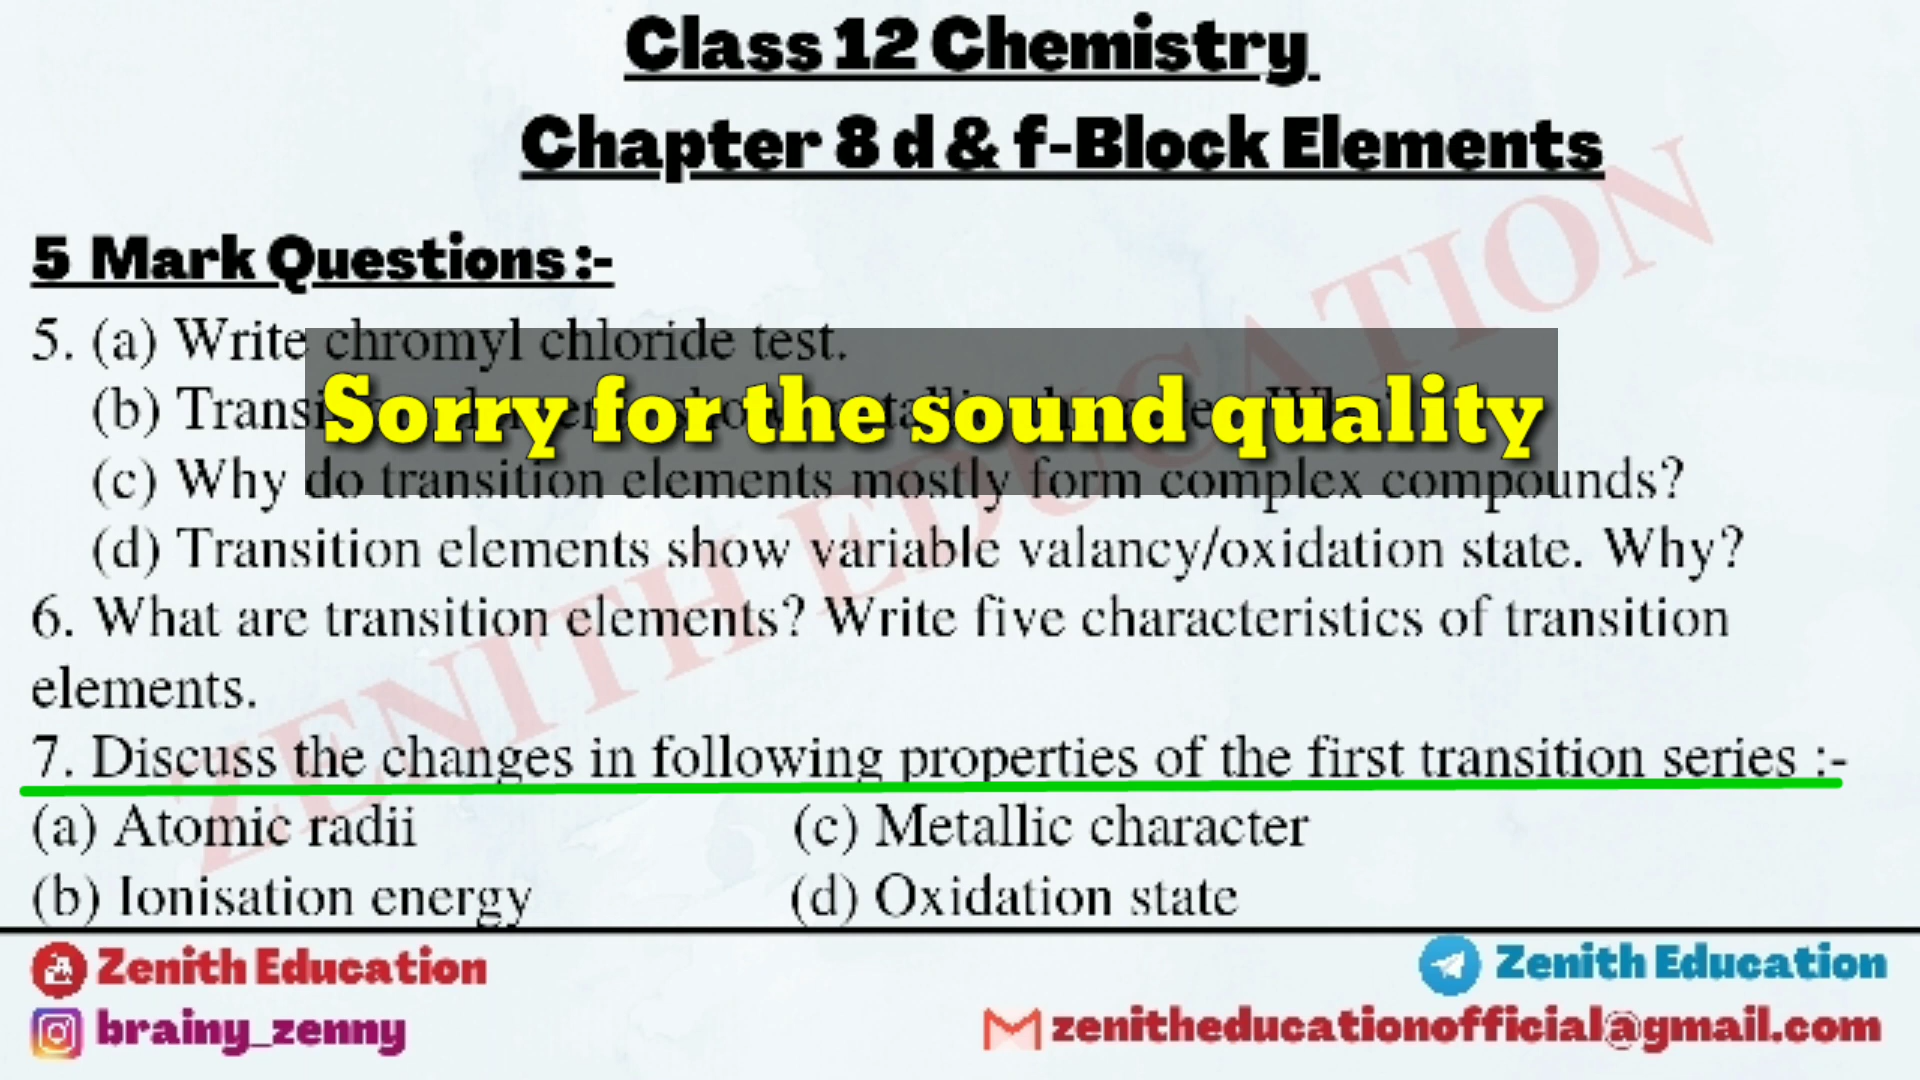 Class 12 Chemistry
Chapter 8 d & f-Block Elements
5 Mark Questions :-
5. (a) Write chromyl chloride test.
(b) Transi
Sorry for the sound quality
(c) Why do transition elements mostly form complex compounds?
(d) Transition elements show variable valancy/oxidation state. Why?
6. What are transition elements? Write five characteristics of transition
elements.
7. Discuss the changes in following properties of the first transition series :-
(a) Atomic radii (c) Metallic character
(b) Ionisation energy (d) Oxidation state
ZENITH EDUCATION
Zenith Education Zenith Education
brainy_zenny zenitheducationofficial@gmail.com